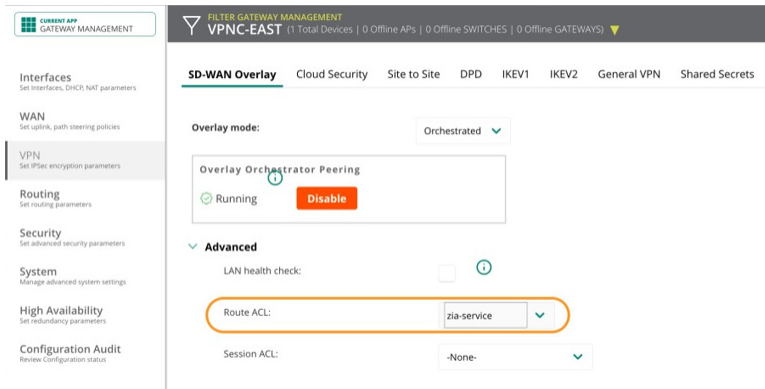 CURRENT APP
GATEWAY MANAGEMENT
FILTER GATEWAY MANAGEMENT
VPNC-EAST (1 Total Devices | 0 Offline APs | 0 Offline SWITCHES | 0 Offline GATEWAYS)
Interfaces
Set Interfaces, DHCP, NAT parameters
WAN
Set uplink, path steering policies
VPN
Set IPSec encryption parameters
Routing
Set routing parameters
Security
Set advanced security parameters
System
Manage advanced system settings
High Availability
Set redundancy parameters
Configuration Audit
Review Configuration status
SD-WAN Overlay Cloud Security Site to Site DPD IKEV1 IKEV2 General VPN Shared Secrets
Overlay mode: Orchestrated
Overlay Orchestrator Peering
Running Disable
Advanced
LAN health check:
Route ACL: zia-service
Session ACL: -None-